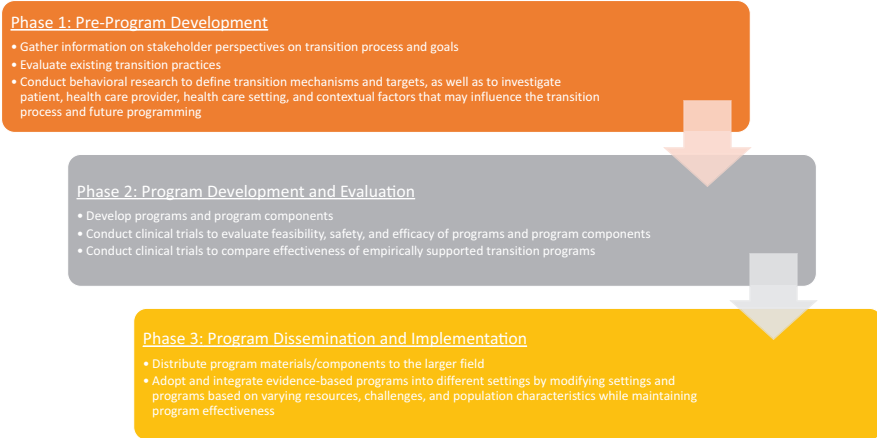 Phase 1: Pre-Program Development
• Gather information on stakeholder perspectives on transition process and goals
• Evaluate existing transition practices
• Conduct behavioral research to define transition mechanisms and targets, as well as to investigate
patient, health care provider, health care setting, and contextual factors that may influence the transition
process and future programming
Phase 2: Program Development and Evaluation
• Develop programs and program components
• Conduct clinical trials to evaluate feasibility, safety, and efficacy of programs and program components
• Conduct clinical trials to compare effectiveness of empirically supported transition programs
Phase 3: Program Dissemination and Implementation
• Distribute program materials/components to the larger field
• Adopt and integrate evidence-based programs into different settings by modifying settings and
programs based on varying resources, challenges, and population characteristics while maintaining
program effectiveness